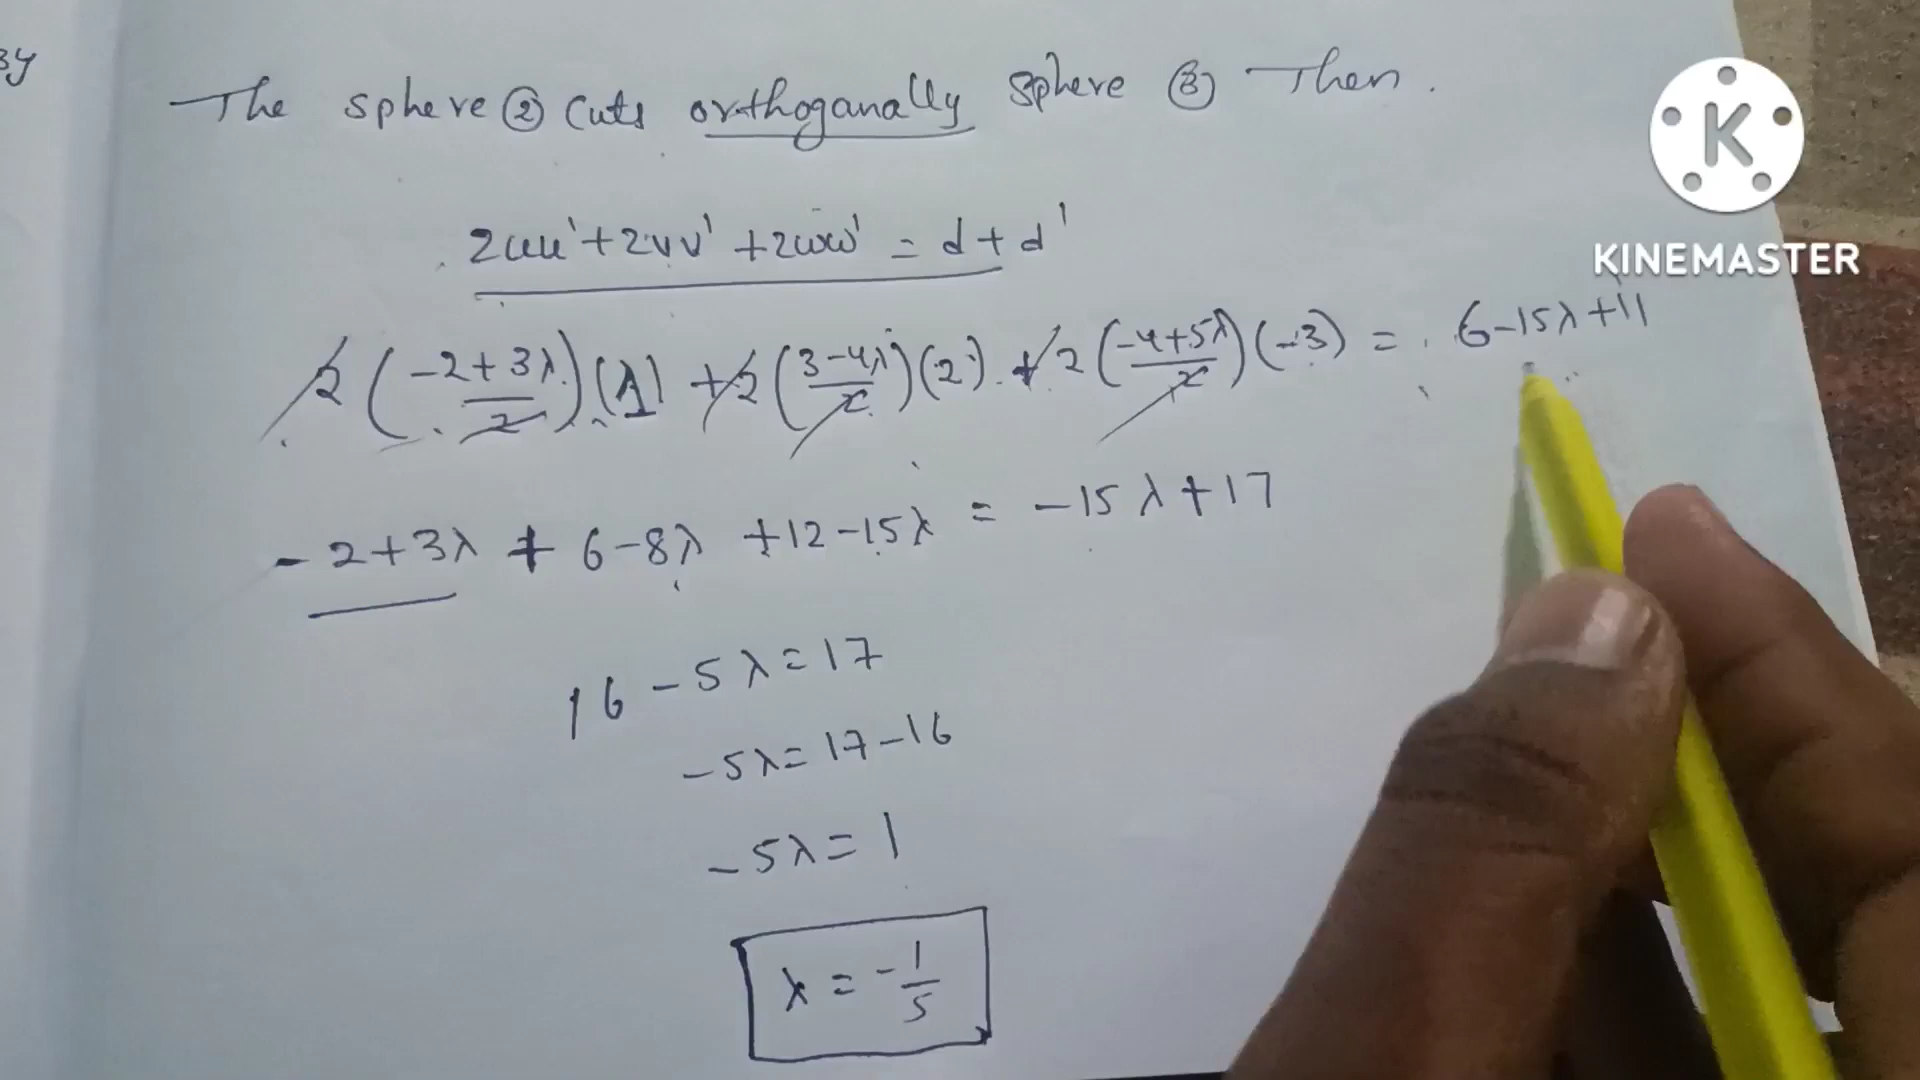 3y
The sphere ② cuts orthoganally sphere ③ Then.
2uu'+2vv'+2ww' = d+d'
2(-2+3λ/2)(1) +2(3-4λ/2)(2) +2(-4+5λ/2)(-3) = 6-15λ+11
-2+3λ + 6-8λ +12-15λ = -15λ+17
16-5λ=17
-5λ=17-16
-5λ=1
λ = -1/5
K
KINEMASTER